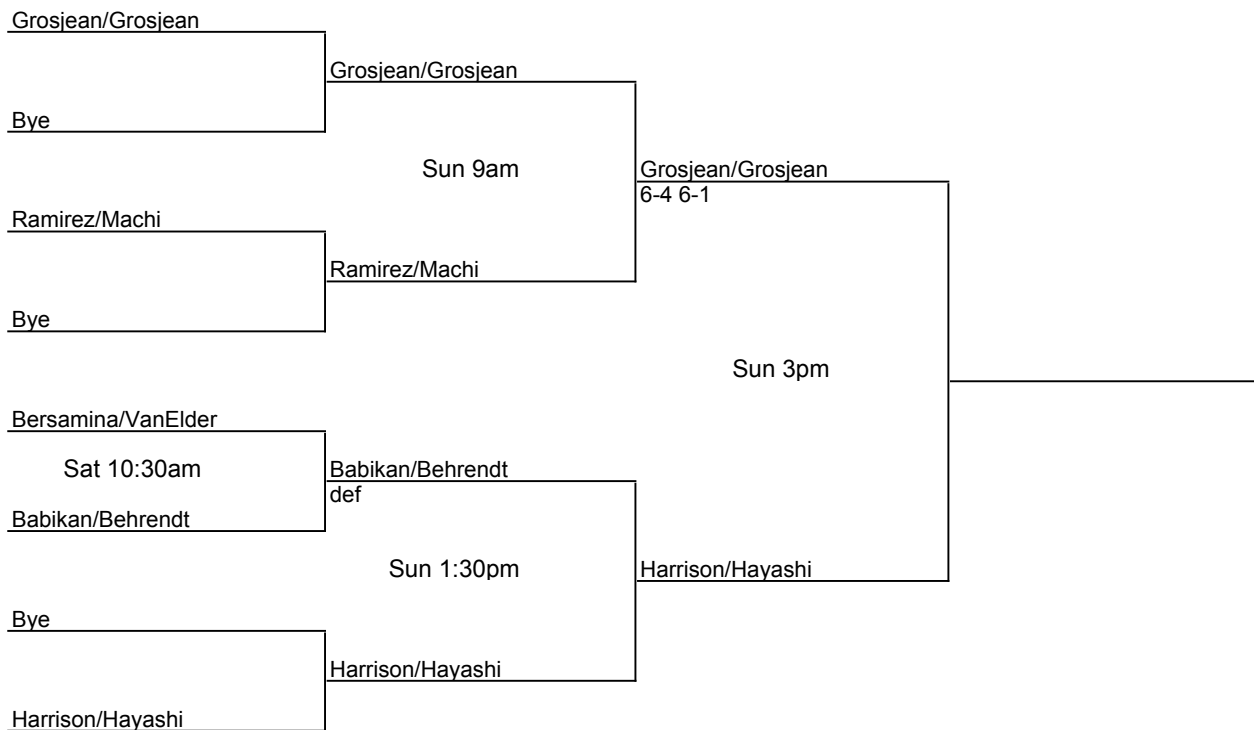 Grosjean/Grosjean
Grosjean/Grosjean
Bye
Sun 9am
Grosjean/Grosjean
6-4 6-1
Ramirez/Machi
Ramirez/Machi
Bye
Sun 3pm
Bersamina/VanElder
Sat 10:30am
Babikan/Behrendt
def
Babikan/Behrendt
Sun 1:30pm
Harrison/Hayashi
Bye
Harrison/Hayashi
Harrison/Hayashi